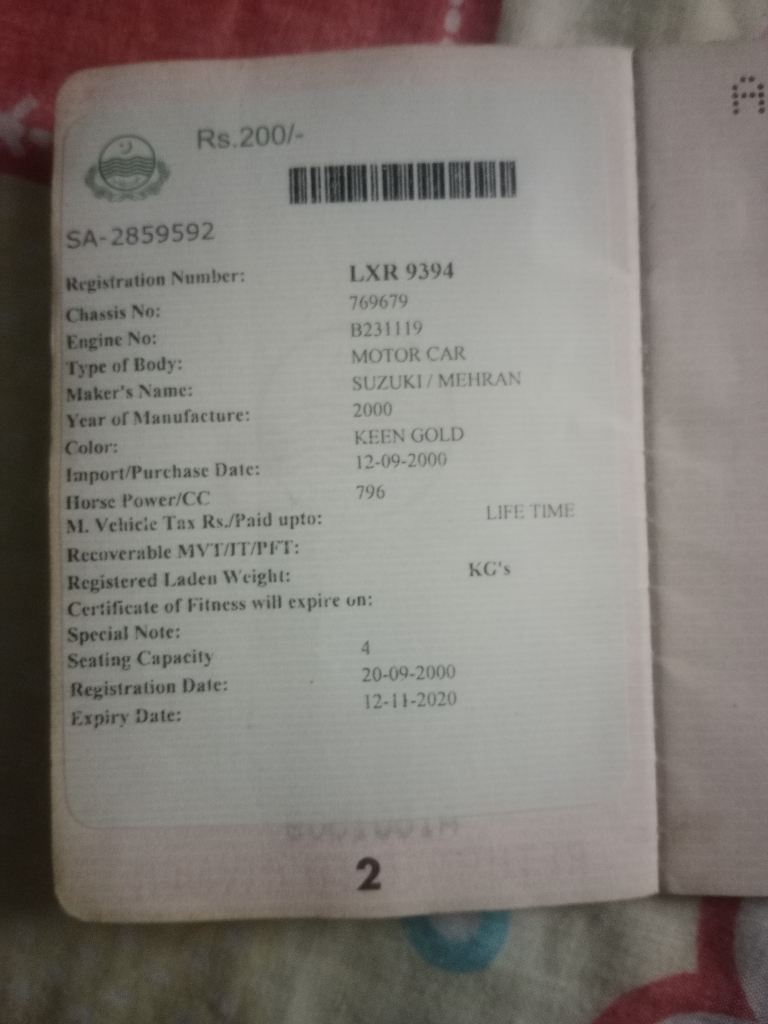 Rs.200/-
SA-2859592
Registration Number: LXR 9394
Chassis No: 769679
Engine No: B231119
Type of Body: MOTOR CAR
Maker's Name: SUZUKI / MEHRAN
Year of Manufacture: 2000
Color: KEEN GOLD
Import/Purchase Date: 12-09-2000
Horse Power/CC 796
M. Vehicle Tax Rs./Paid upto: LIFE TIME
Recoverable MVT/IT/PFT:
Registered Laden Weight: KG's
Certificate of Fitness will expire on:
Special Note:
Seating Capacity 4
Registration Date: 20-09-2000
Expiry Date: 12-11-2020
2
A